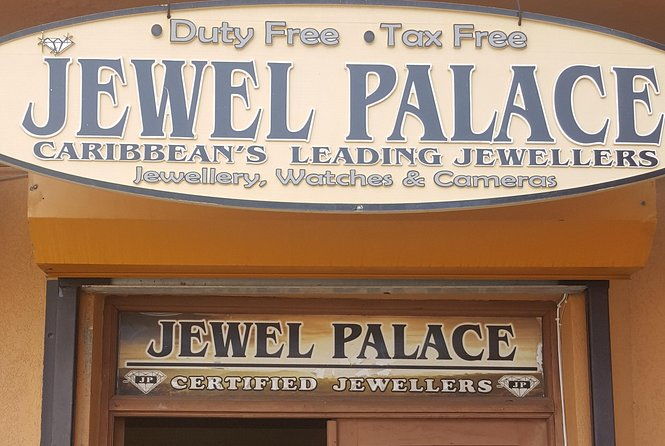 • Duty Free • Tax Free
JEWEL PALACE
CARIBBEAN'S LEADING JEWELLERS
Jewellery, Watches & Cameras
JEWEL PALACE
JP CERTIFIED JEWELLERS JP